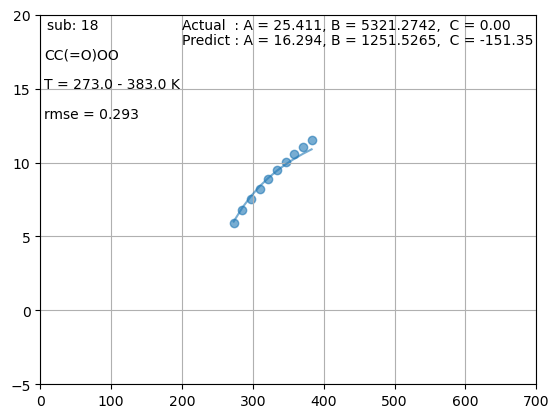 sub: 18
Actual  : A = 25.411, B = 5321.2742,  C = 0.00
Predict : A = 16.294, B = 1251.5265,  C = -151.35
CC(=O)OO
T = 273.0 - 383.0 K
rmse = 0.293
20
15
10
5
0
−5
0 100 200 300 400 500 600 700